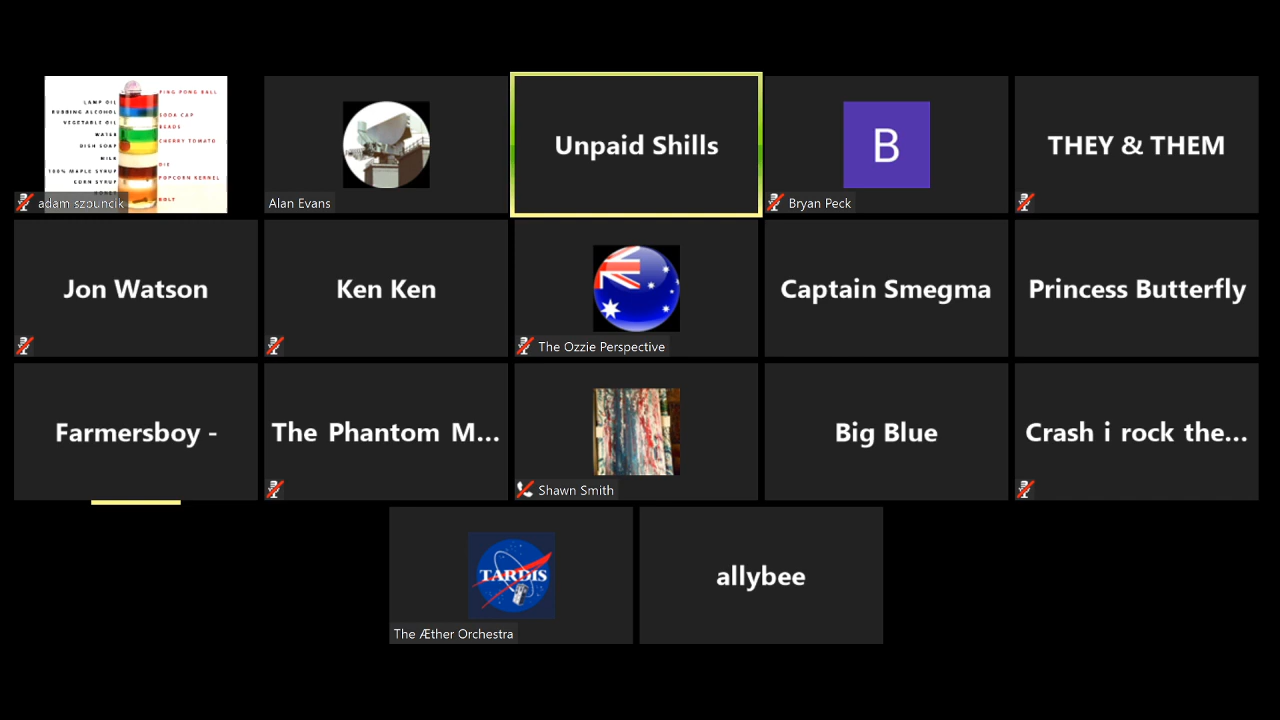 LAMP OIL
RUBBING ALCOHOL
VEGETABLE OIL
WATER
DISH SOAP
MILK
100% MAPLE SYRUP
CORN SYRUP
HONEY
PING PONG BALL
SODA CAP
BEADS
CHERRY TOMATO
DIE
POPCORN KERNEL
BOLT
adam szpuncik
Alan Evans
Unpaid Shills
B
Bryan Peck
THEY & THEM
Jon Watson
Ken Ken
The Ozzie Perspective
Captain Smegma
Princess Butterfly
Farmersboy -
The Phantom M...
Shawn Smith
Big Blue
Crash i rock the...
TARDIS
The Æther Orchestra
allybee